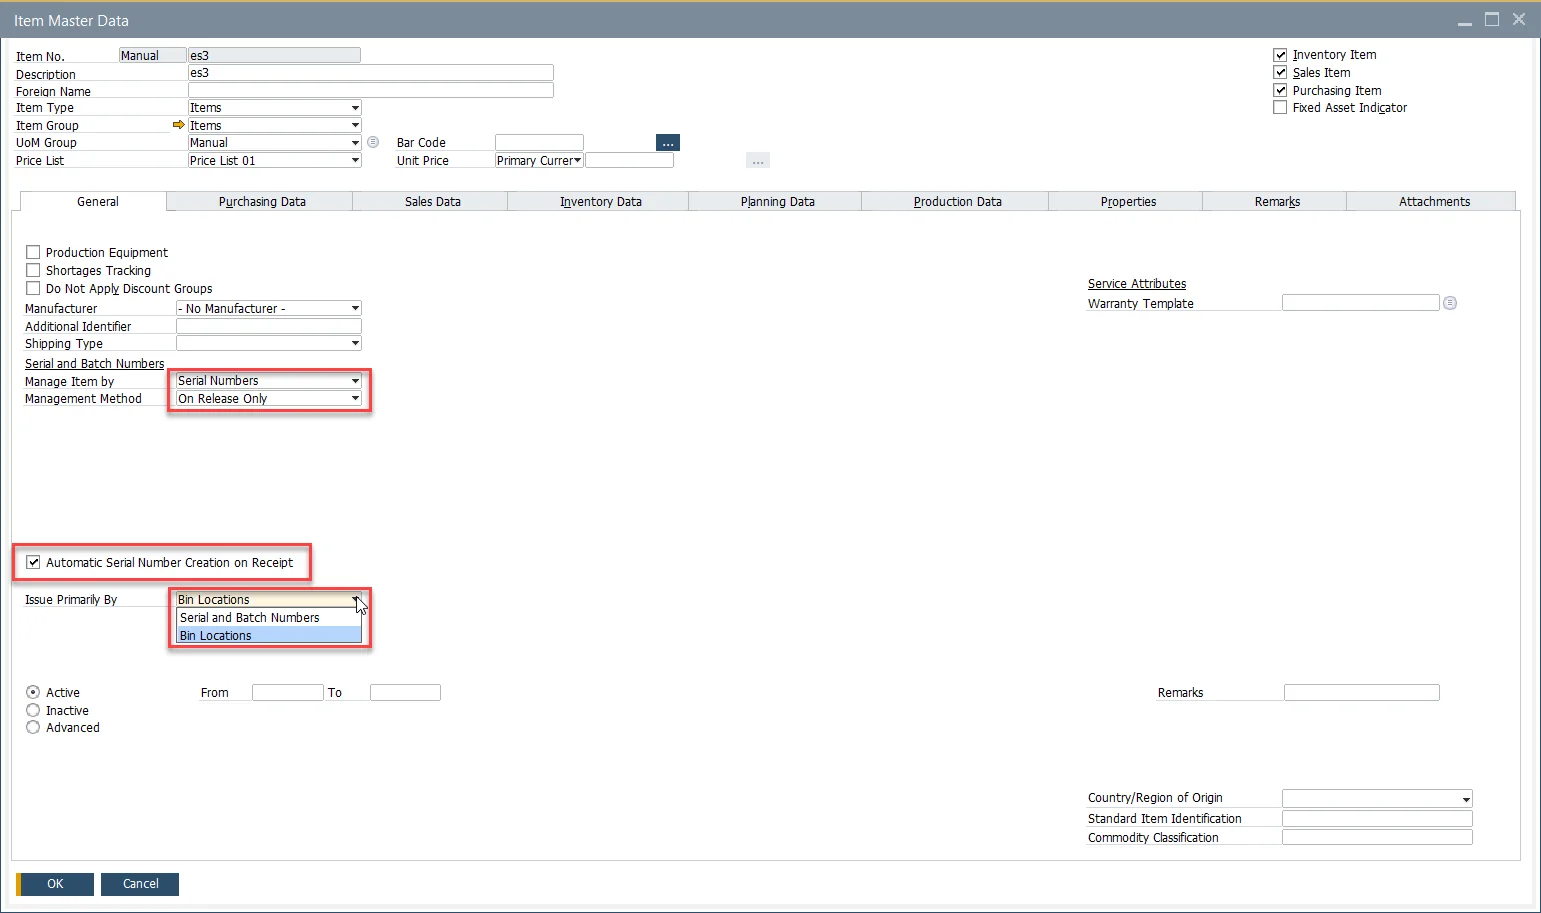 Item Master Data
Item No. Manual es3
Description es3
Foreign Name
Item Type Items
Item Group Items
UoM Group Manual Bar Code ...
Price List Price List 01 Unit Price Primary Currer ...
Inventory Item
Sales Item
Purchasing Item
Fixed Asset Indicator
General Purchasing Data Sales Data Inventory Data Planning Data Production Data Properties Remarks Attachments
Production Equipment
Shortages Tracking
Do Not Apply Discount Groups
Manufacturer - No Manufacturer -
Additional Identifier
Shipping Type
Serial and Batch Numbers
Manage Item by Serial Numbers
Management Method On Release Only
Service Attributes
Warranty Template
Automatic Serial Number Creation on Receipt
Issue Primarily By Bin Locations
Serial and Batch Numbers
Bin Locations
Active From To Remarks
Inactive
Advanced
Country/Region of Origin
Standard Item Identification
Commodity Classification
OK Cancel